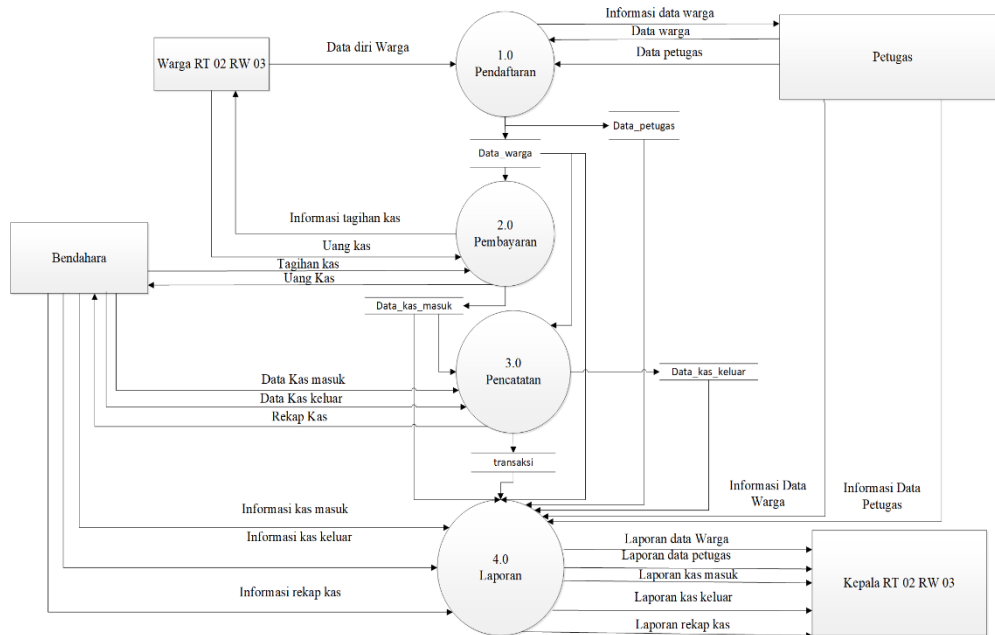 Informasi data warga
Data warga
Data petugas
Data diri Warga
1.0
Pendaftaran
Warga RT 02 RW 03
Petugas
Data_petugas
Data_warga
Informasi tagihan kas
2.0
Pembayaran
Bendahara
Uang kas
Tagihan kas
Uang Kas
Data_kas_masuk
3.0
Pencatatan
Data_kas_keluar
Data Kas masuk
Data Kas keluar
Rekap Kas
transaksi
Informasi Data
Warga
Informasi Data
Petugas
Informasi kas masuk
Informasi kas keluar
4.0
Laporan
Laporan data Warga
Laporan data petugas
Laporan kas masuk
Kepala RT 02 RW 03
Informasi rekap kas
Laporan kas keluar
Laporan rekap kas